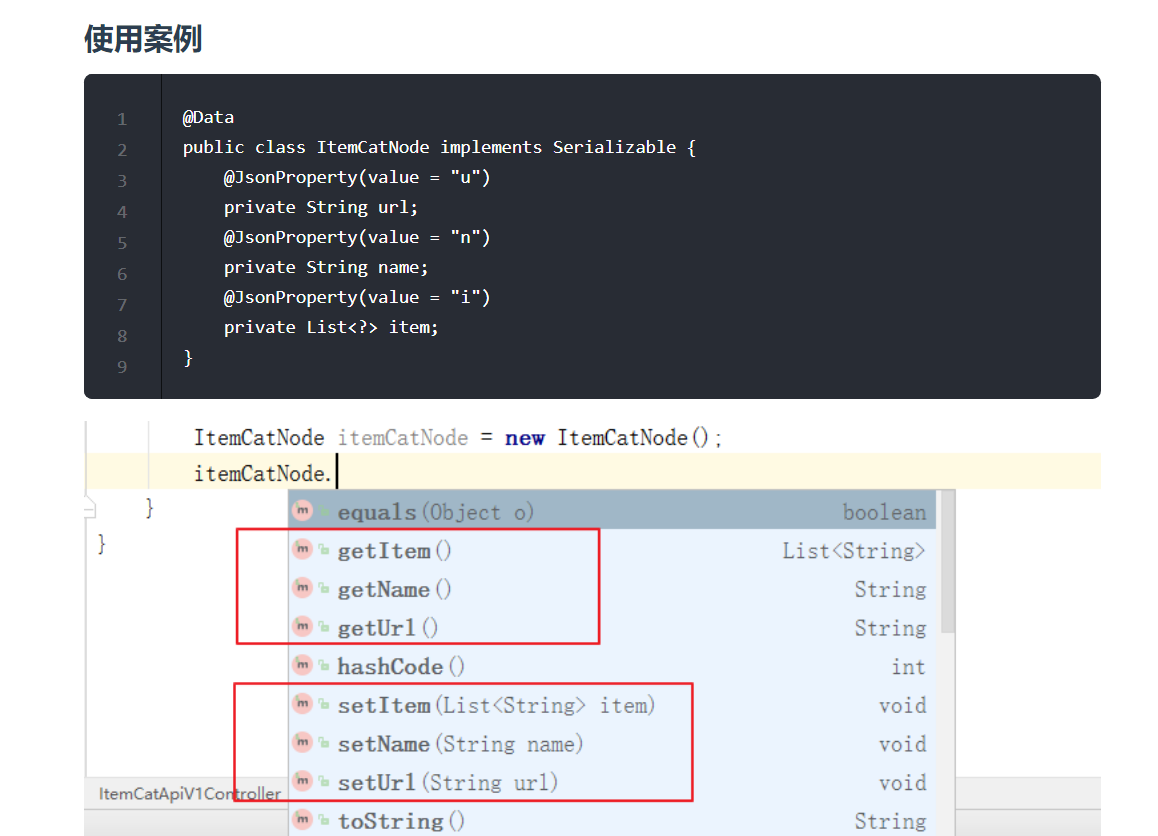 使用案例
1 @Data
2 public class ItemCatNode implements Serializable {
3 @JsonProperty(value = "u")
4 private String url;
5 @JsonProperty(value = "n")
6 private String name;
7 @JsonProperty(value = "i")
8 private List<?> item;
9 }
ItemCatNode itemCatNode = new ItemCatNode();
itemCatNode.
}
}
m equals(Object o) boolean
m getItem() List<String>
m getName() String
m getUrl() String
m hashCode() int
m setItem(List<String> item) void
m setName(String name) void
m setUrl(String url) void
ItemCatApiV1Controller
m toString() String